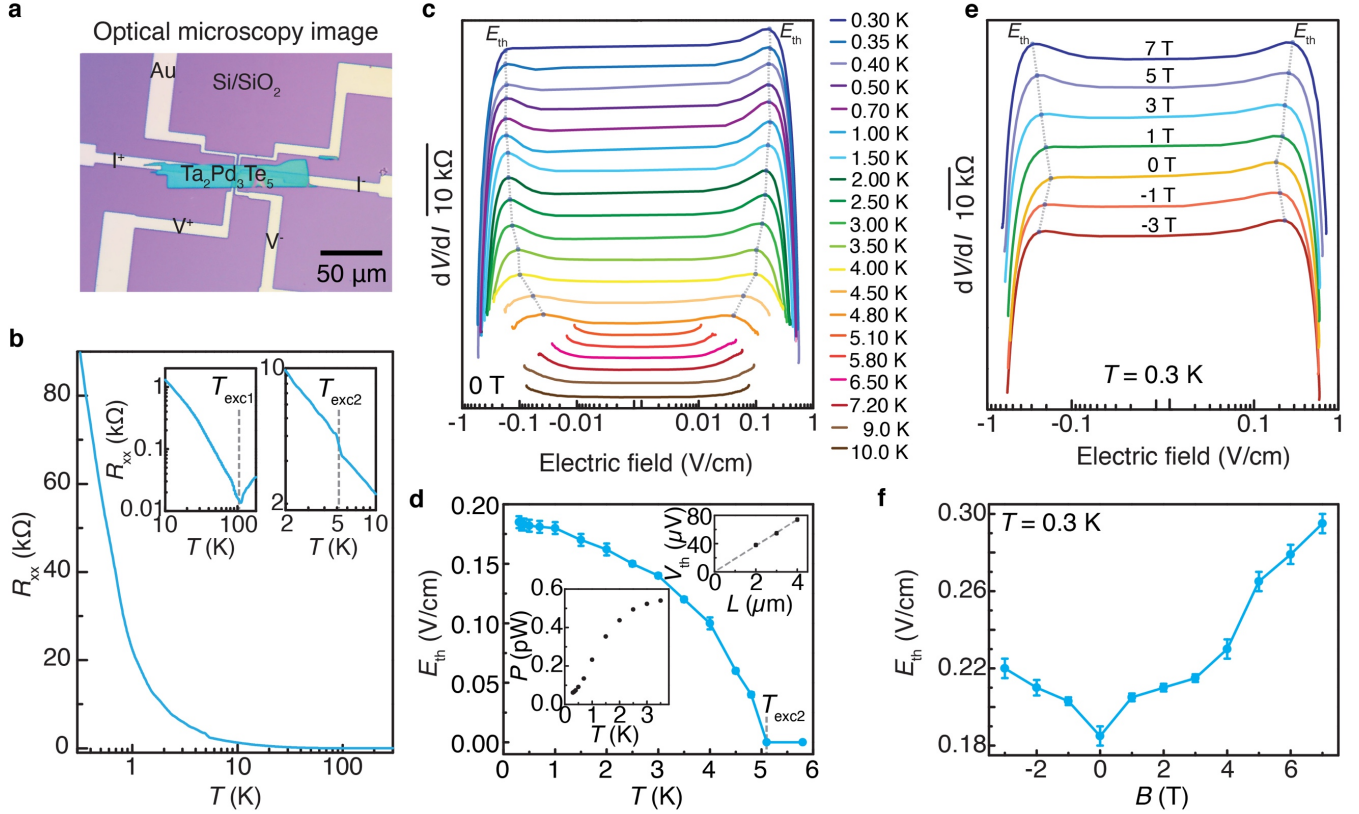 a
Optical microscopy image
Au
Si/SiO2
I+
Ta2Pd3Te5
I-
V+
V-
50 µm
b
Rxx (kΩ)
80
60
40
20
0
1
10
100
T (K)
Rxx (kΩ)
1
0.1
0.01
Texc1
10
100
T (K)
10
2
Texc2
2
5
10
T (K)
c
Eth
Eth
dV/dI 10 kΩ
0 T
-1
-0.1
-0.01
0.01
0.1
1
Electric field (V/cm)
0.30 K
0.35 K
0.40 K
0.50 K
0.70 K
1.00 K
1.50 K
2.00 K
2.50 K
3.00 K
3.50 K
4.00 K
4.50 K
4.80 K
5.10 K
5.80 K
6.50 K
7.20 K
9.0 K
10.0 K
d
Eth (V/cm)
0.20
0.15
0.10
0.05
0.00
0
1
2
3
4
5
6
T (K)
Texc2
Vth (µV)
80
40
0
0
2
4
L (µm)
P (pW)
0.6
0.4
0.2
0.0
0
1
2
3
T (K)
e
Eth
Eth
7 T
5 T
3 T
1 T
0 T
-1 T
-3 T
T = 0.3 K
dV/dI 10 kΩ
-1
-0.1
0.1
1
Electric field (V/cm)
f
T = 0.3 K
Eth (V/cm)
0.30
0.26
0.22
0.18
-2
0
2
4
6
B (T)